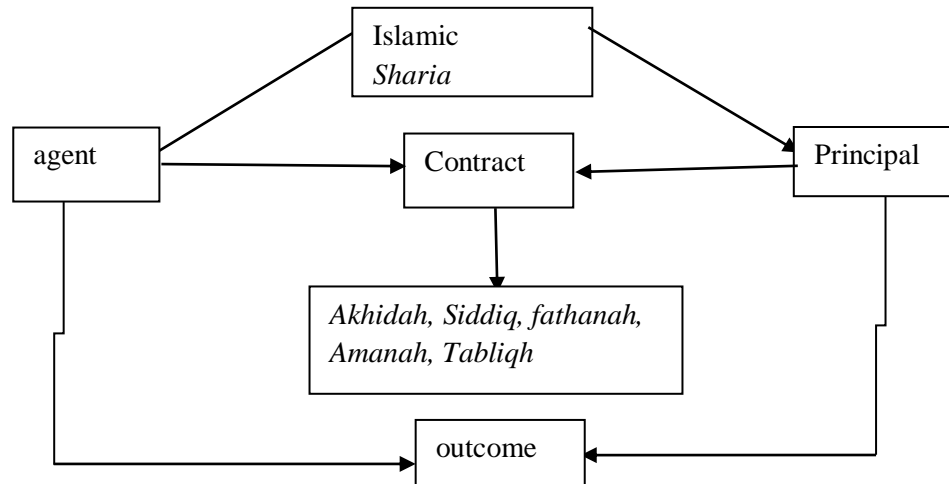 Islamic
Sharia
agent
Contract
Principal
Akhidah, Siddiq, fathanah,
Amanah, Tabliqh
outcome